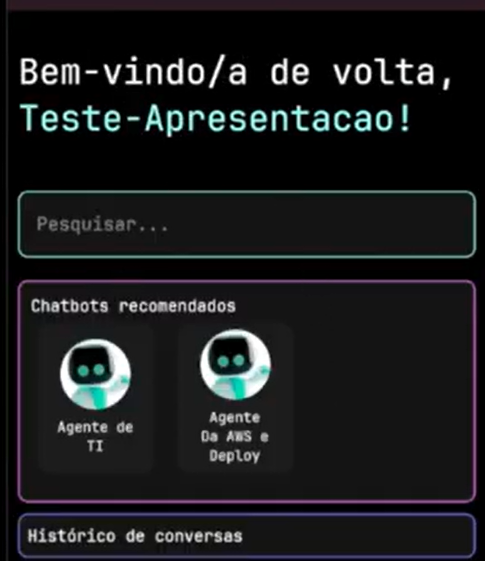 Bem-vindo/a de volta,
Teste-Apresentacao!
Pesquisar...
Chatbots recomendados
Agente de
TI
Agente
Da AWS e
Deploy
Histórico de conversas